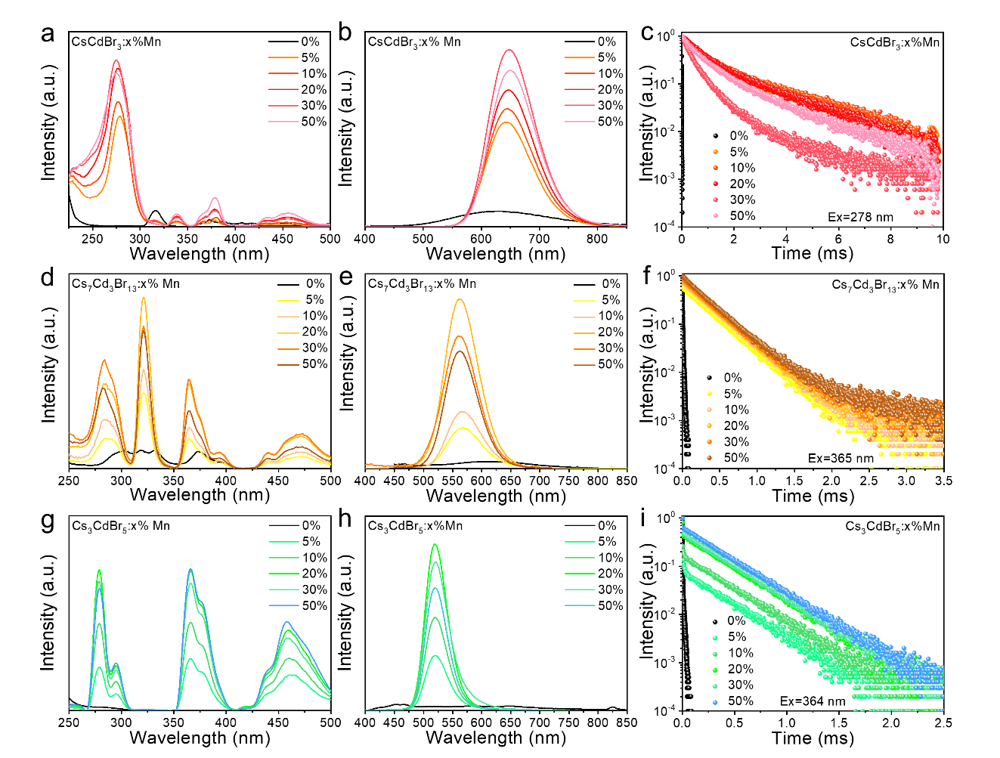 a
CsCdBr3:x%Mn
0%
5%
10%
20%
30%
50%
Intensity (a.u.)
250 300 350 400 450 500
Wavelength (nm)
b
CsCdBr3:x% Mn
0%
5%
10%
20%
30%
50%
Intensity (a.u.)
400 500 600 700 800
Wavelength (nm)
c
CsCdBr3:x%Mn
10^0
10^-1
10^-2
10^-3
10^-4
0%
5%
10%
20%
30%
50%
Ex=278 nm
Intensity (a.u.)
0 2 4 6 8 10
Time (ms)
d
Cs7Cd3Br13:x% Mn
0%
5%
10%
20%
30%
50%
Intensity (a.u.)
250 300 350 400 450 500
Wavelength (nm)
e
Cs7Cd3Br13:x% Mn
0%
5%
10%
20%
30%
50%
Intensity (a.u.)
400 450 500 550 600 650 700 750 800 850
Wavelength (nm)
f
Cs7Cd3Br13:x% Mn
10^0
10^-1
10^-2
10^-3
10^-4
0%
5%
10%
20%
30%
50%
Ex=365 nm
Intensity (a.u.)
0.0 0.5 1.0 1.5 2.0 2.5 3.0 3.5
Time (ms)
g
Cs3CdBr5:x% Mn
0%
5%
10%
20%
30%
50%
Intensity (a.u.)
250 300 350 400 450 500
Wavelength (nm)
h
Cs3CdBr5:x%Mn
0%
5%
10%
20%
30%
50%
Intensity (a.u.)
400 450 500 550 600 650 700 750 800 850
Wavelength (nm)
i
Cs3CdBr5:x%Mn
10^0
10^-1
10^-2
10^-3
10^-4
0%
5%
10%
20%
30%
50%
Ex=364 nm
Intensity (a.u.)
0.0 0.5 1.0 1.5 2.0 2.5
Time (ms)